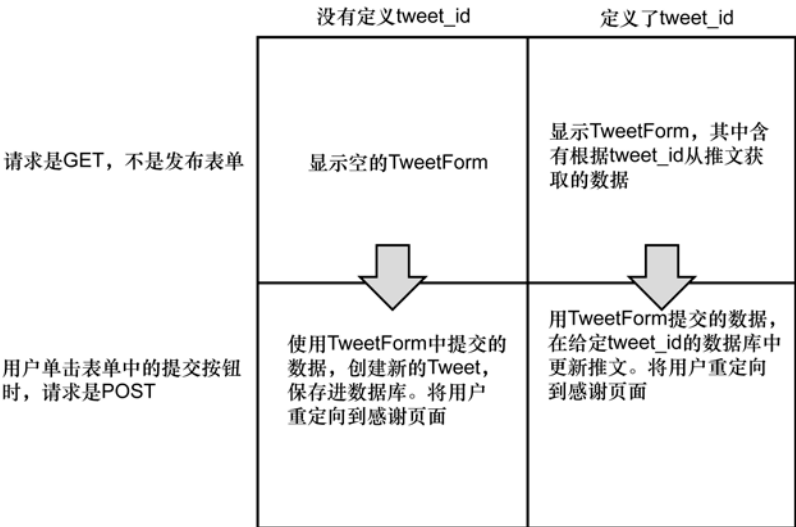 没有定义tweet_id
定义了tweet_id
请求是GET，不是发布表单
显示空的TweetForm
显示TweetForm，其中含
有根据tweet_id从推文获
取的数据
用户单击表单中的提交按钮
时，请求是POST
使用TweetForm中提交的
数据，创建新的Tweet，
保存进数据库。将用户
重定向到感谢页面
用TweetForm提交的数据，
在给定tweet_id的数据库中
更新推文。将用户重定向
到感谢页面